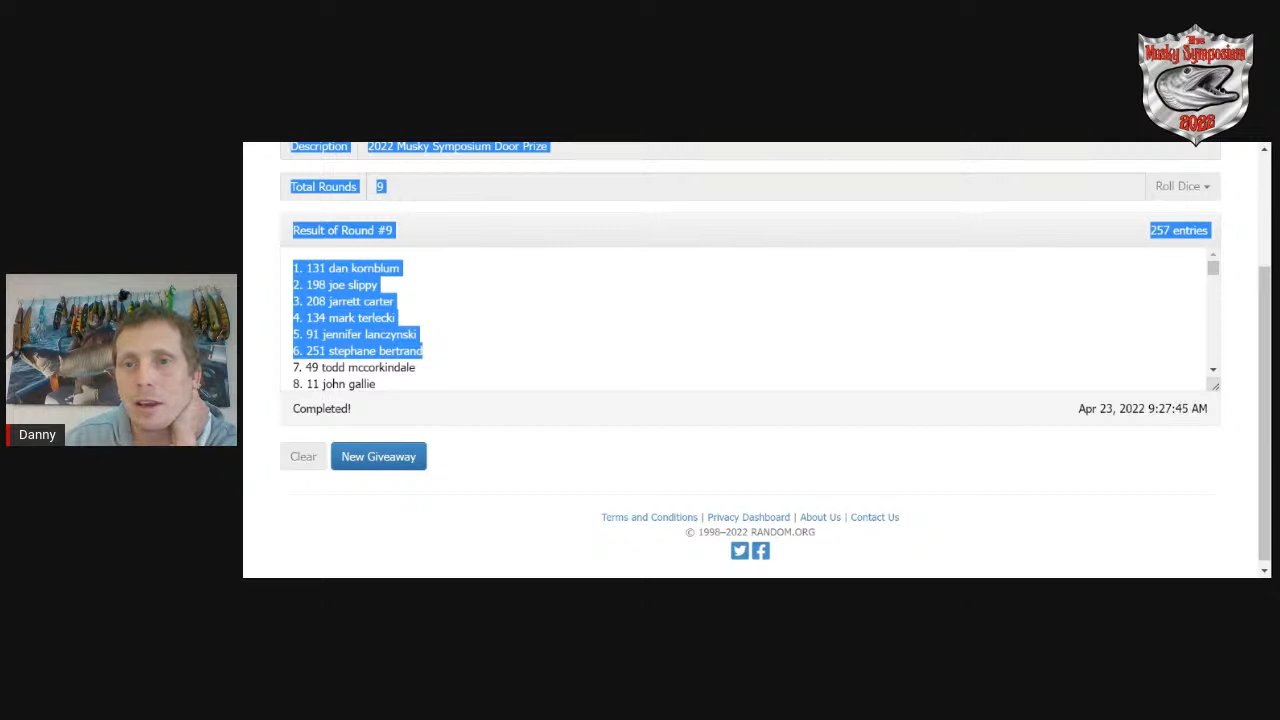 The
Musky Symposium
2022
Description 2022 Musky Symposium Door Prize
Total Rounds 9 Roll Dice
Result of Round #9 257 entries
1. 131 dan kornblum
2. 198 joe slippy
3. 208 jarrett carter
4. 134 mark terlecki
5. 91 jennifer lanczynski
6. 251 stephane bertrand
7. 49 todd mccorkindale
8. 11 john gallie
Completed! Apr 23, 2022 9:27:45 AM
Clear New Giveaway
Terms and Conditions | Privacy Dashboard | About Us | Contact Us
© 1998–2022 RANDOM.ORG
Danny